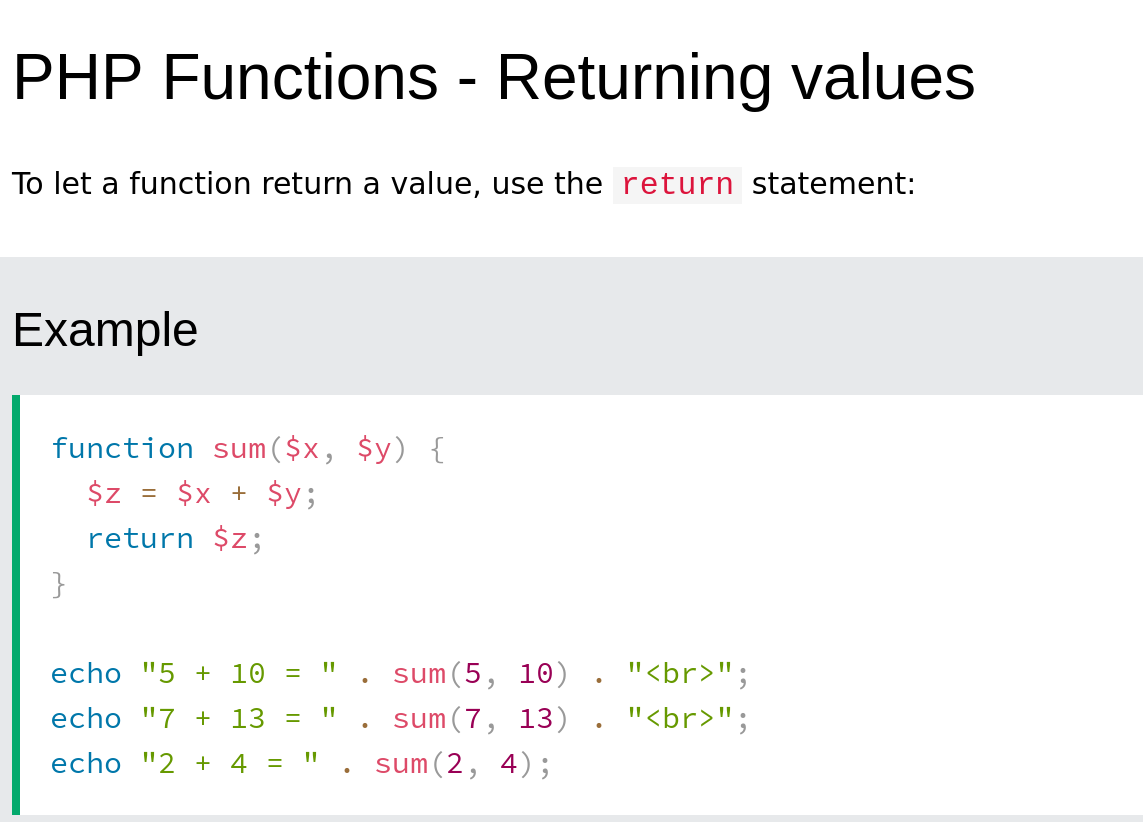 PHP Functions - Returning values
To let a function return a value, use the return statement:
Example
function sum($x, $y) {
  $z = $x + $y;
  return $z;
}
echo "5 + 10 = " . sum(5, 10) . "<br>";
echo "7 + 13 = " . sum(7, 13) . "<br>";
echo "2 + 4 = " . sum(2, 4);